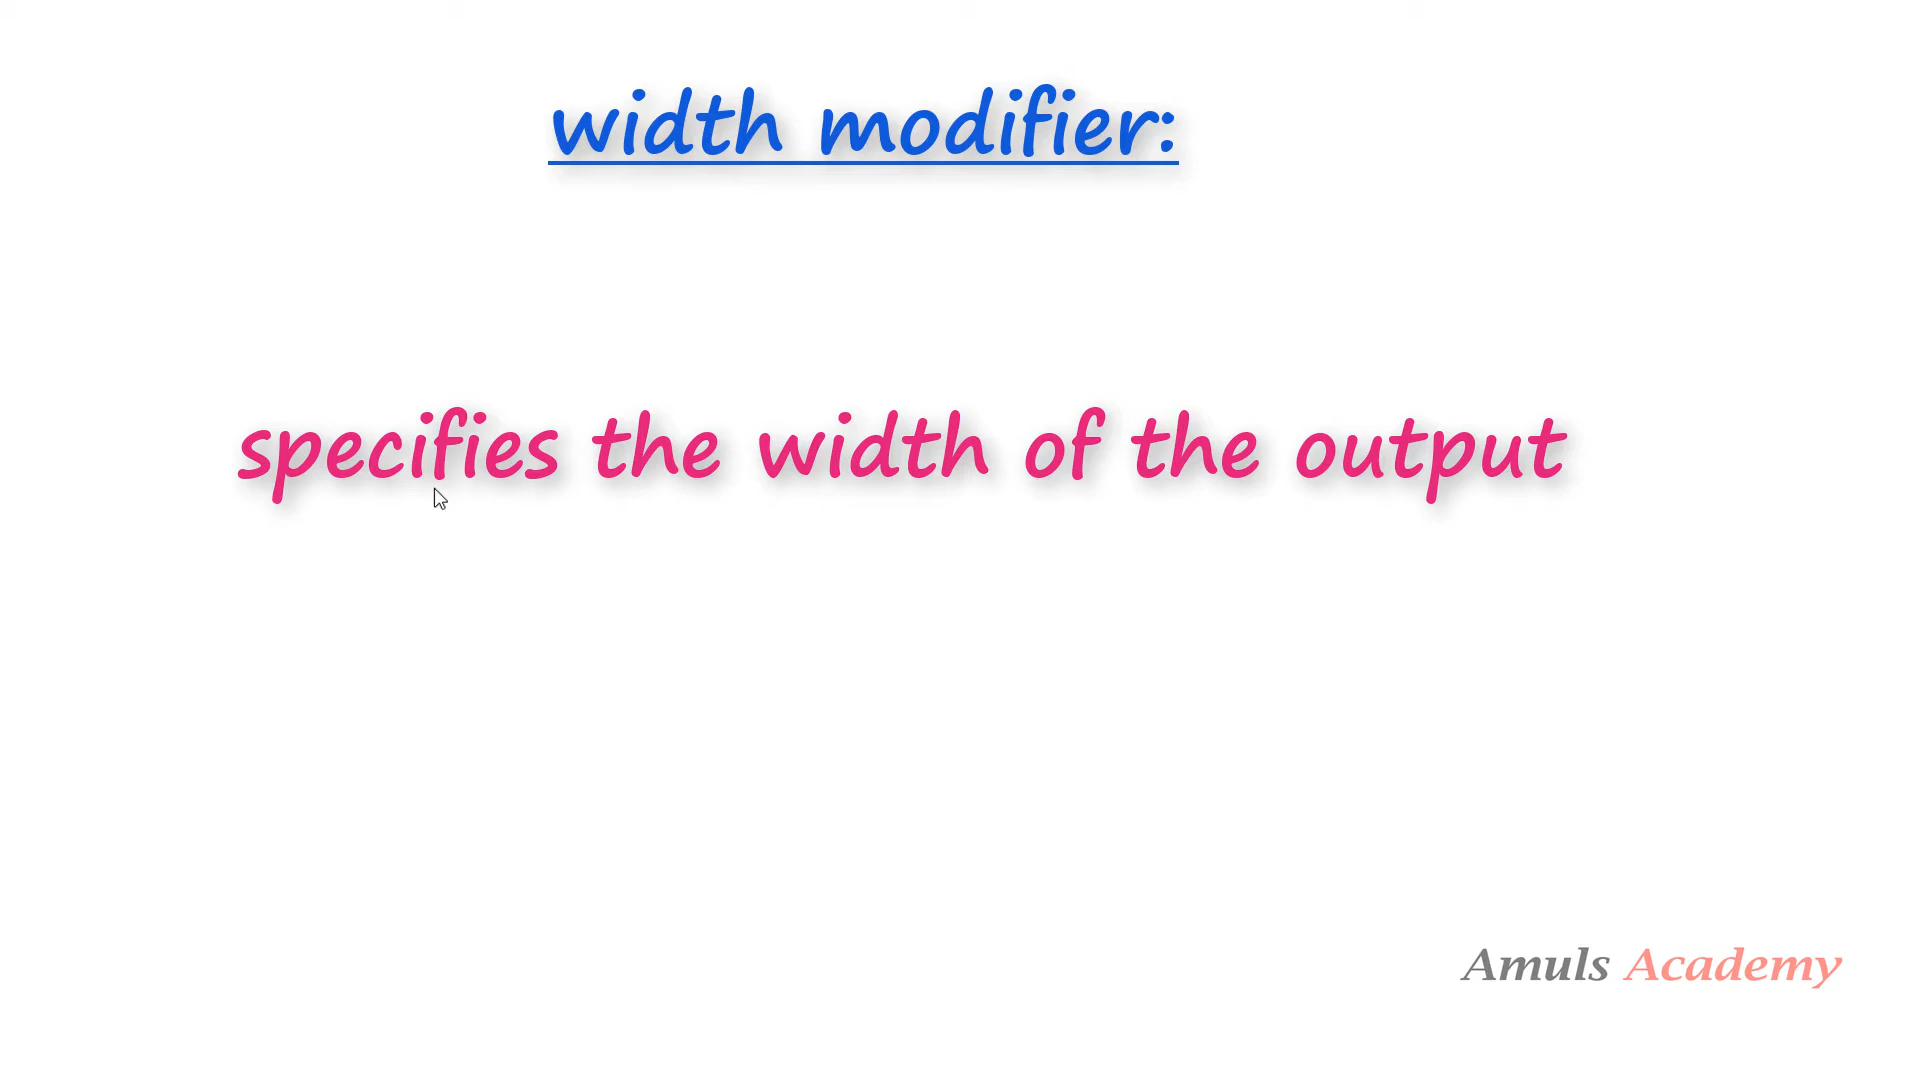 width modifier:
specifies the width of the output
Amuls Academy